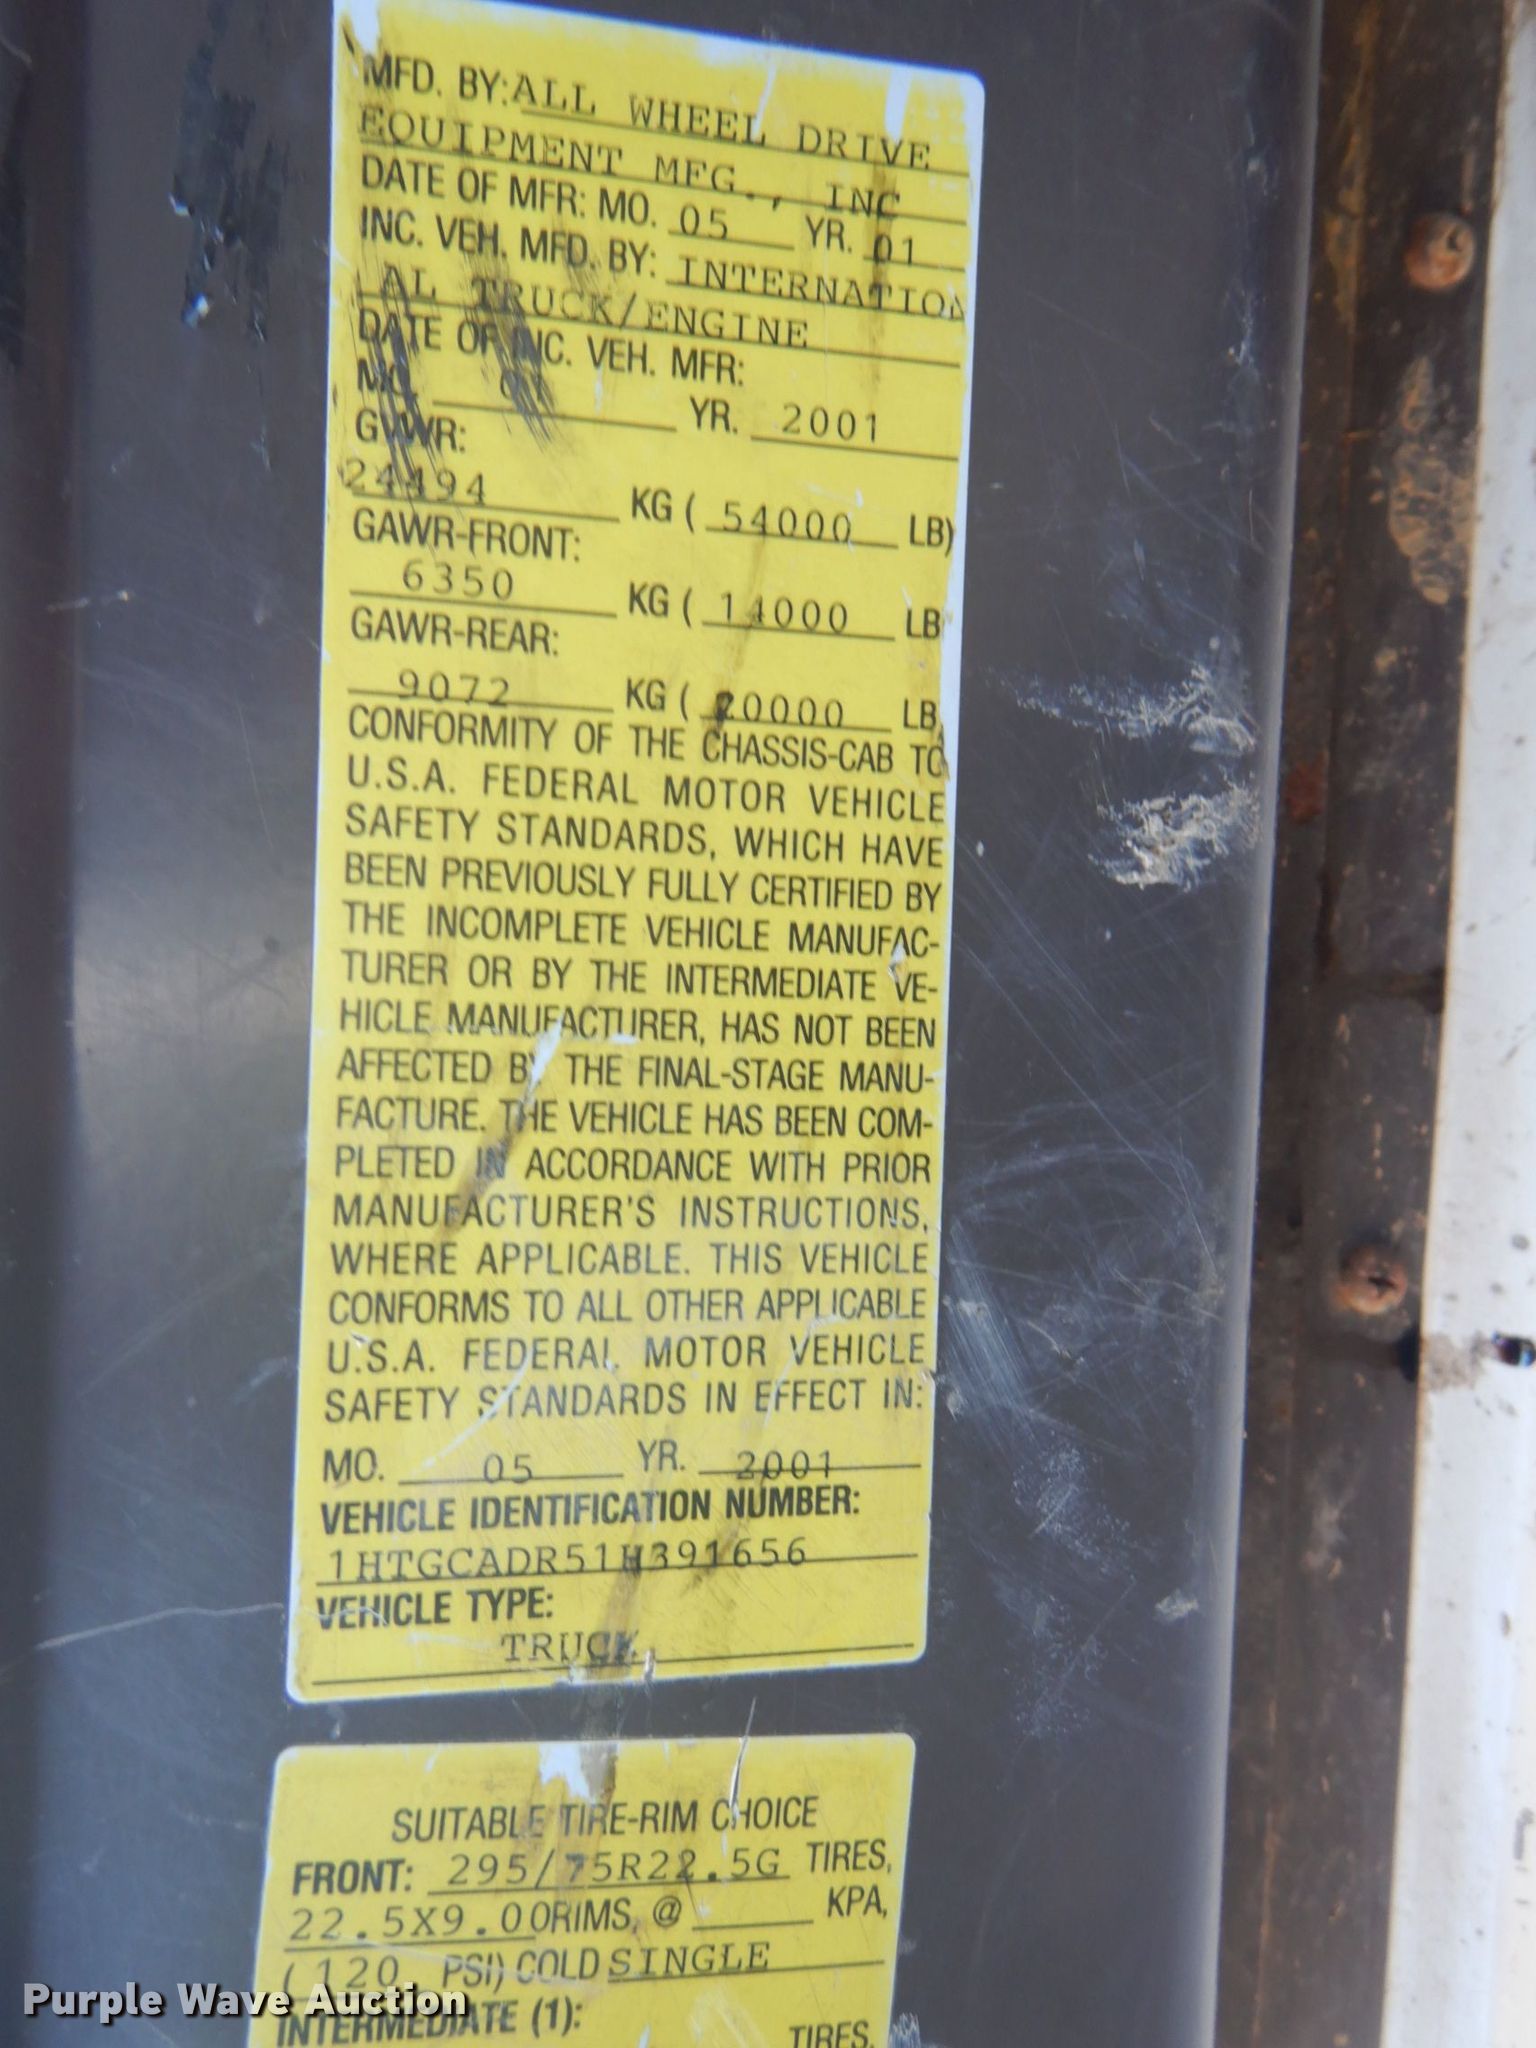 MFD. BY: ALL WHEEL DRIVE
EQUIPMENT MFG., INC
DATE OF MFR: MO. 05 YR. 01
INC. VEH. MFD. BY: INTERNATION
AL TRUCK/ENGINE
DATE OF INC. VEH. MFR:
MO. YR. 2001
GVWR:
24494 KG ( 54000 LB)
GAWR-FRONT:
6350 KG ( 14000 LB
GAWR-REAR:
9072 KG ( 20000 LB
CONFORMITY OF THE CHASSIS-CAB TO
U.S.A. FEDERAL MOTOR VEHICLE
SAFETY STANDARDS, WHICH HAVE
BEEN PREVIOUSLY FULLY CERTIFIED BY
THE INCOMPLETE VEHICLE MANUFAC-
TURER OR BY THE INTERMEDIATE VE-
HICLE MANUFACTURER, HAS NOT BEEN
AFFECTED BY THE FINAL-STAGE MANU-
FACTURE. THE VEHICLE HAS BEEN COM-
PLETED IN ACCORDANCE WITH PRIOR
MANUFACTURER'S INSTRUCTIONS,
WHERE APPLICABLE. THIS VEHICLE
CONFORMS TO ALL OTHER APPLICABLE
U.S.A. FEDERAL MOTOR VEHICLE
SAFETY STANDARDS IN EFFECT IN:
MO. 05 YR. 2001
VEHICLE IDENTIFICATION NUMBER:
1HTGCADR51H391656
VEHICLE TYPE:
TRUCK
SUITABLE TIRE-RIM CHOICE
FRONT: 295/75R22.5G TIRES,
22.5X9.00RIMS, @ KPA,
(120 PSI) COLD SINGLE
INTERMEDIATE (1):
TIRES,
Purple Wave Auction